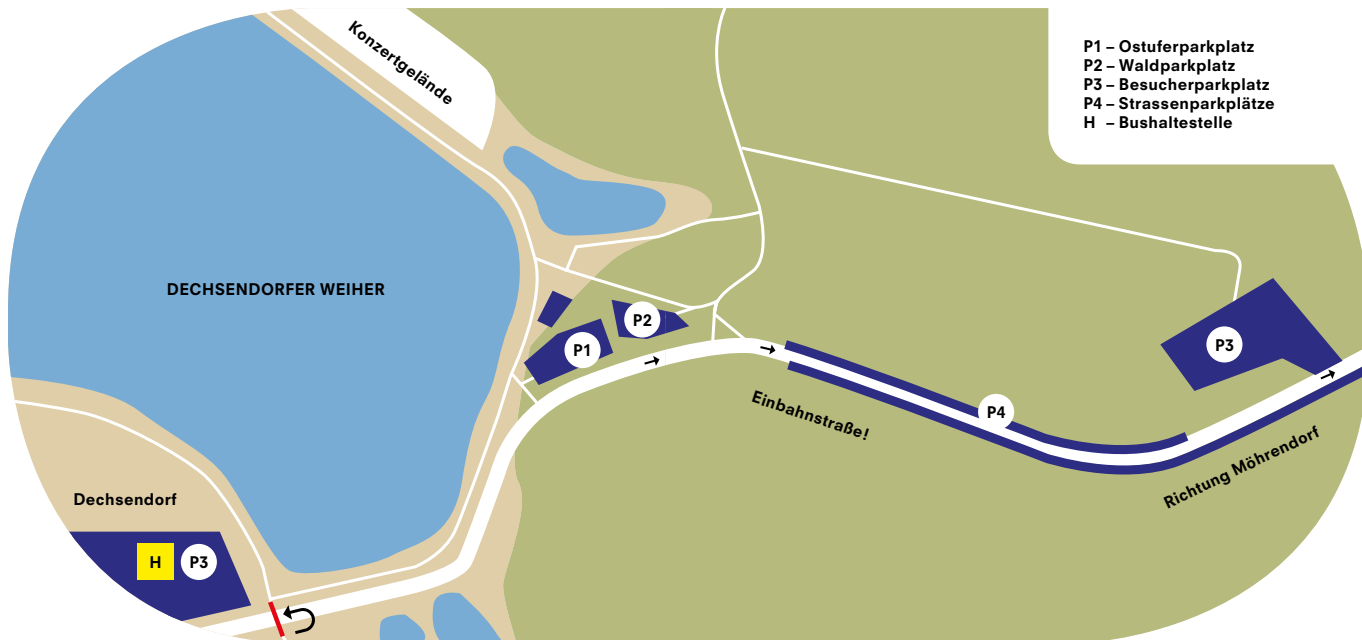 Konzertgelände
P1 – Ostuferparkplatz
P2 – Waldparkplatz
P3 – Besucherparkplatz
P4 – Strassenparkplätze
H – Bushaltestelle
DECHSENDORFER WEIHER
P2
P1
P3
Einbahnstraße!
P4
Richtung Möhrendorf
Dechsendorf
H
P3